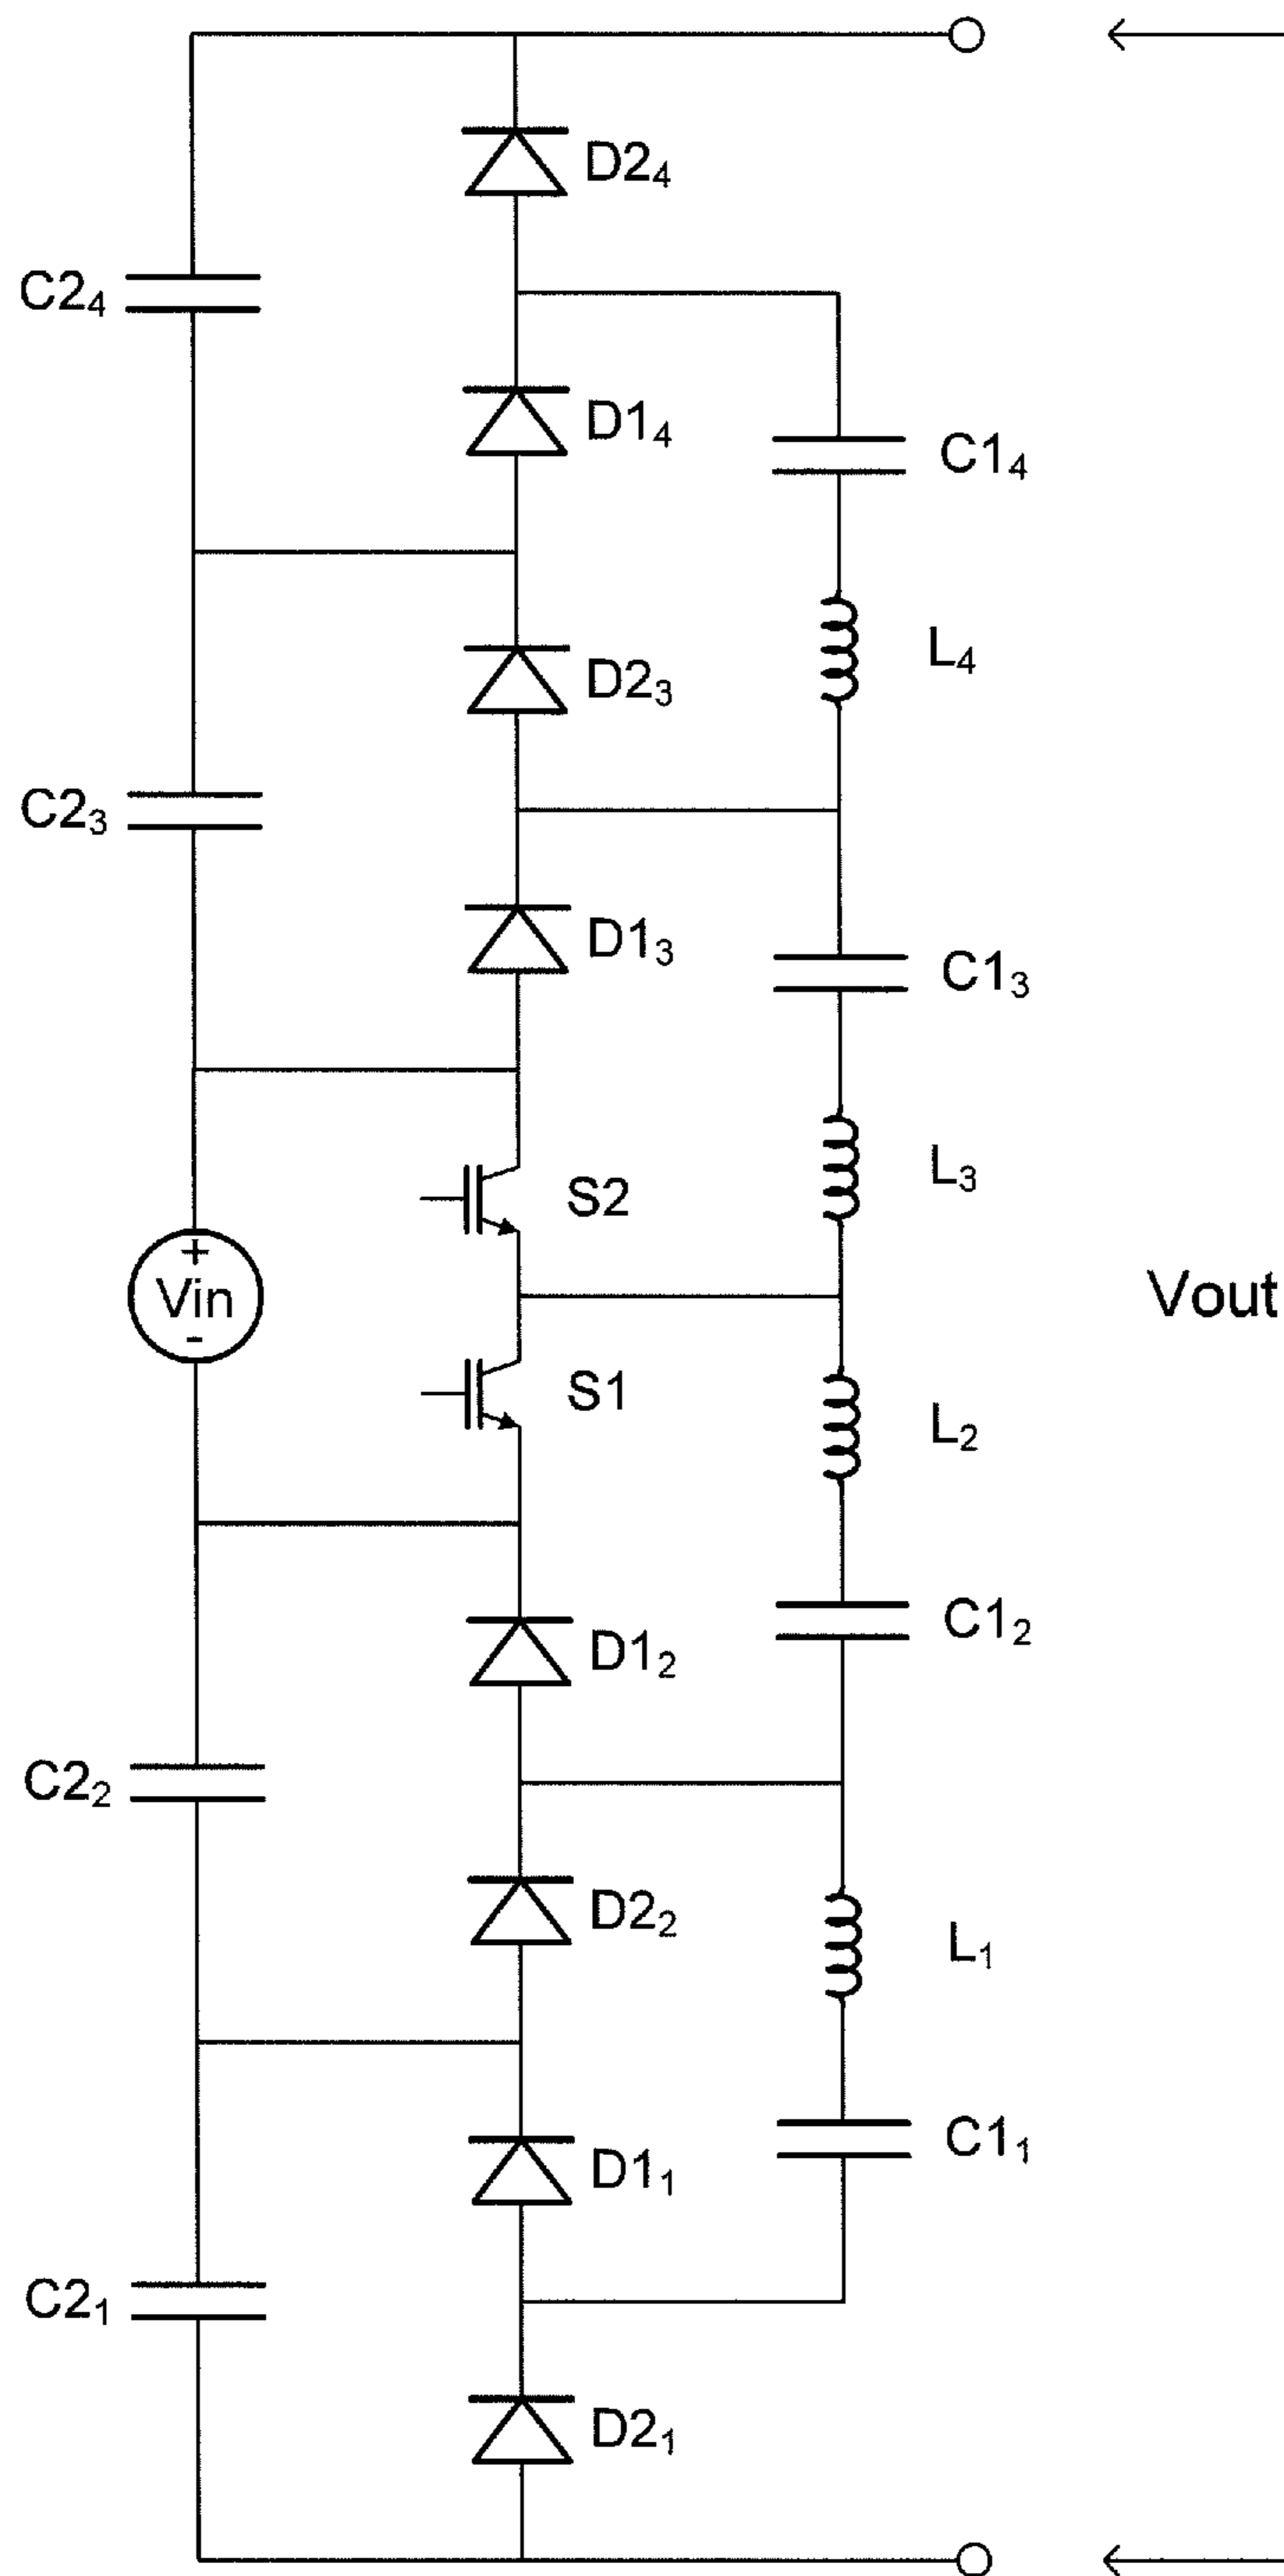 D2₄
C2₄
D1₄
C1₄
L₄
D2₃
C2₃
D1₃
C1₃
L₃
S2
+
Vin
-
Vout
S1
L₂
C1₂
D1₂
C2₂
D2₂
L₁
C1₁
D1₁
C2₁
D2₁